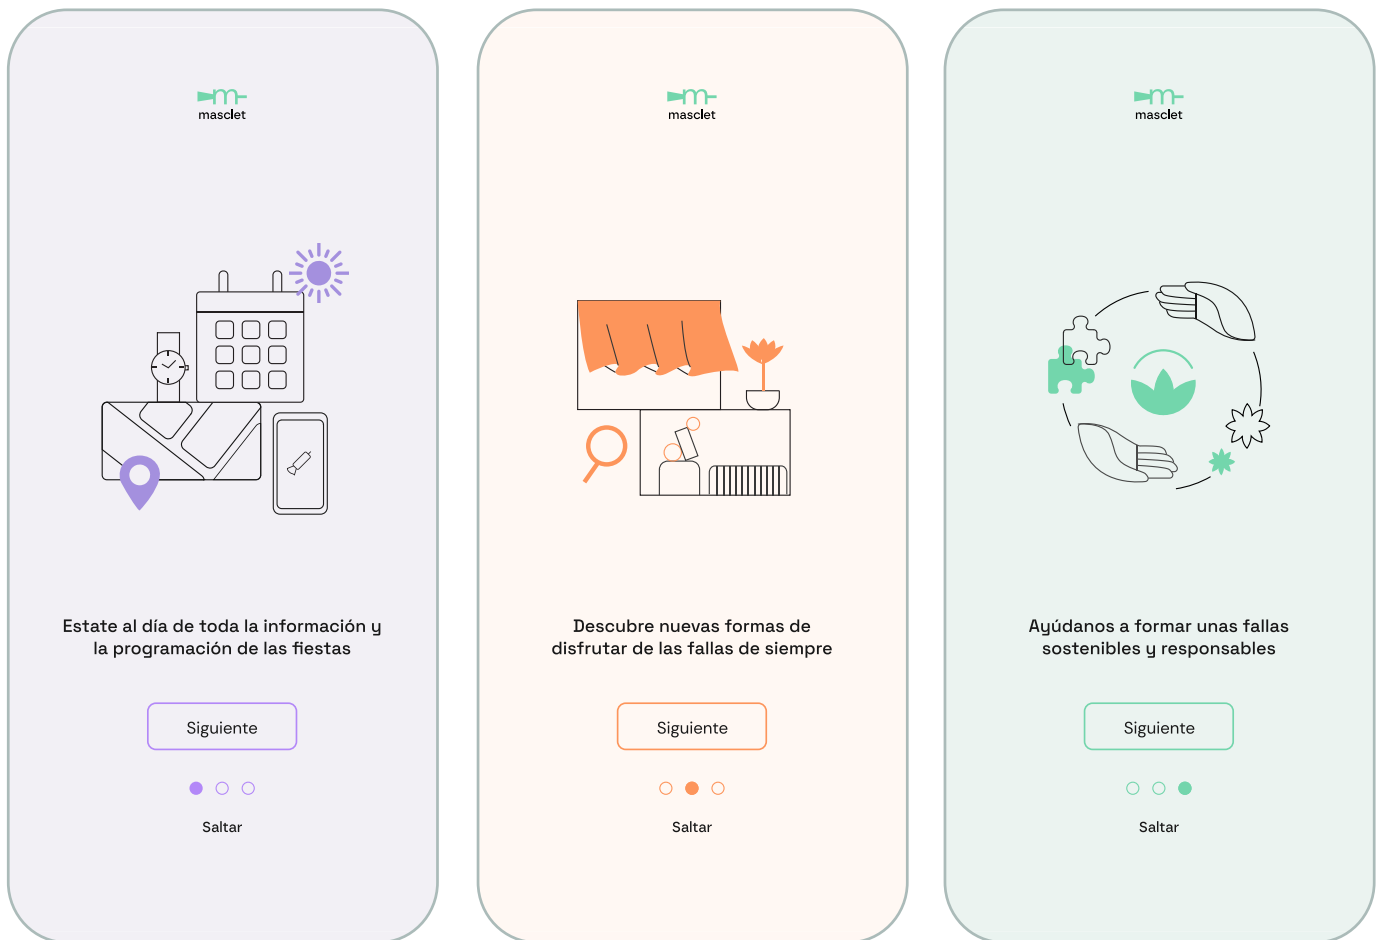 masclet
Estate al día de toda la información y
la programación de las fiestas
Siguiente
Saltar
masclet
Descubre nuevas formas de
disfrutar de las fallas de siempre
Siguiente
Saltar
masclet
Ayúdanos a formar unas fallas
sostenibles y responsables
Siguiente
Saltar